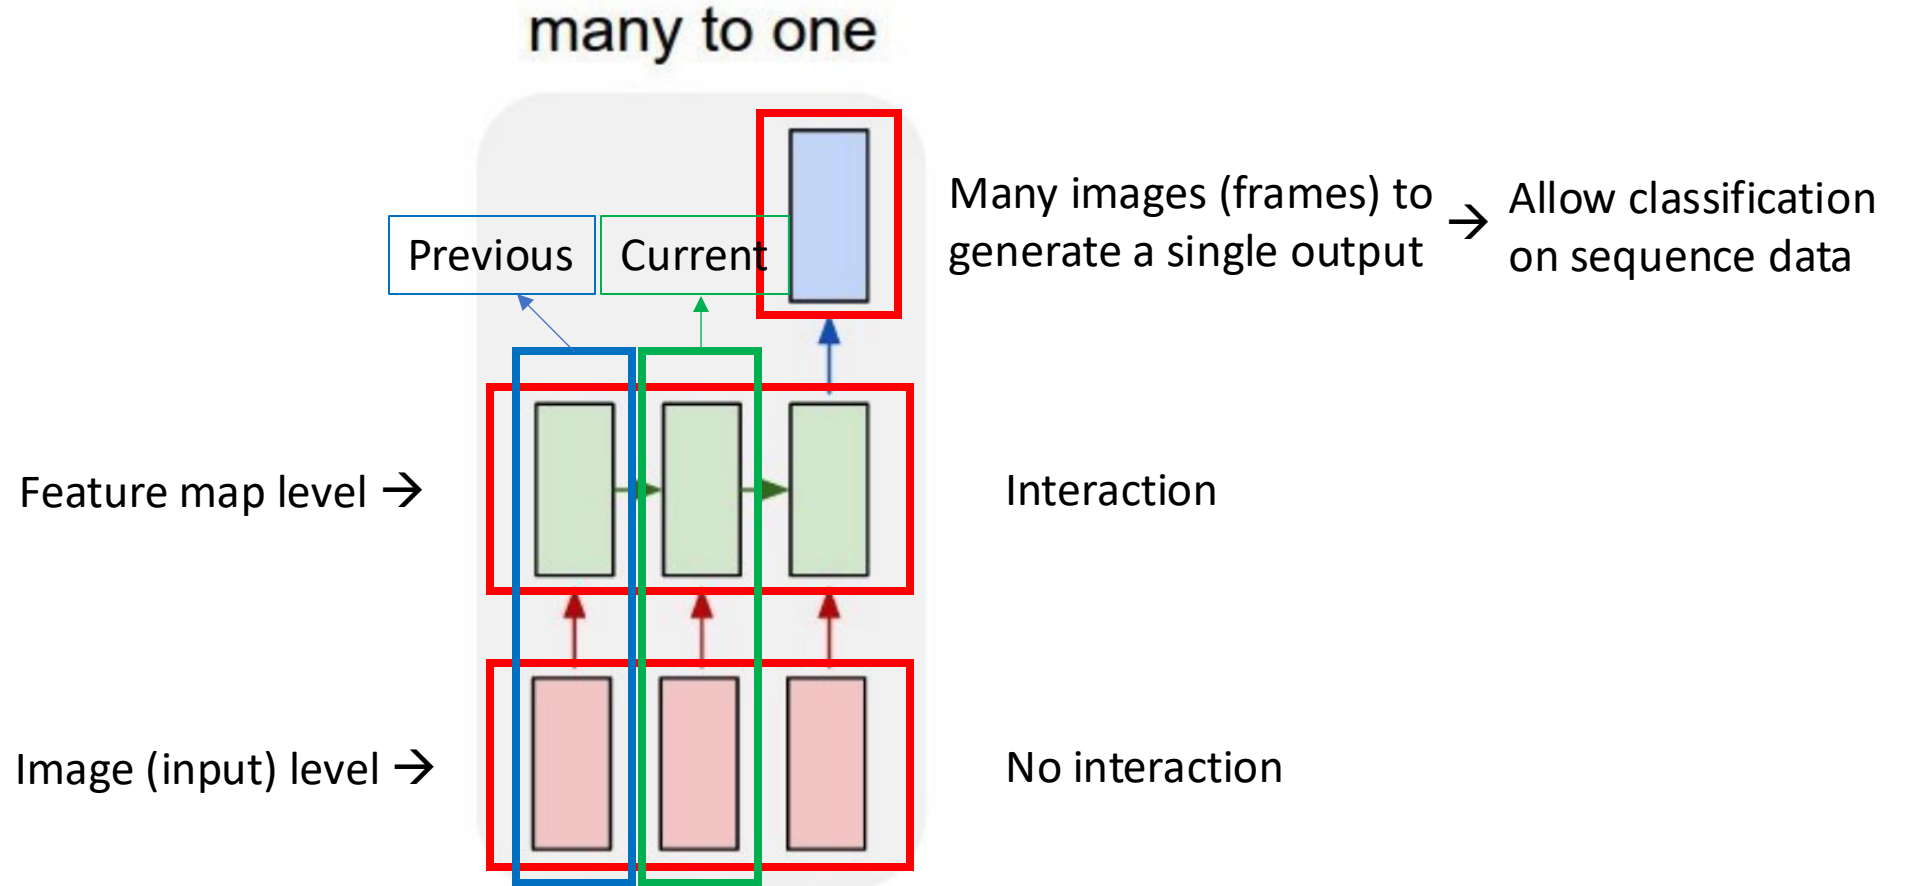 many to one
Many images (frames) to
generate a single output
→
Allow classification
on sequence data
Previous
Current
Feature map level →
Interaction
Image (input) level →
No interaction